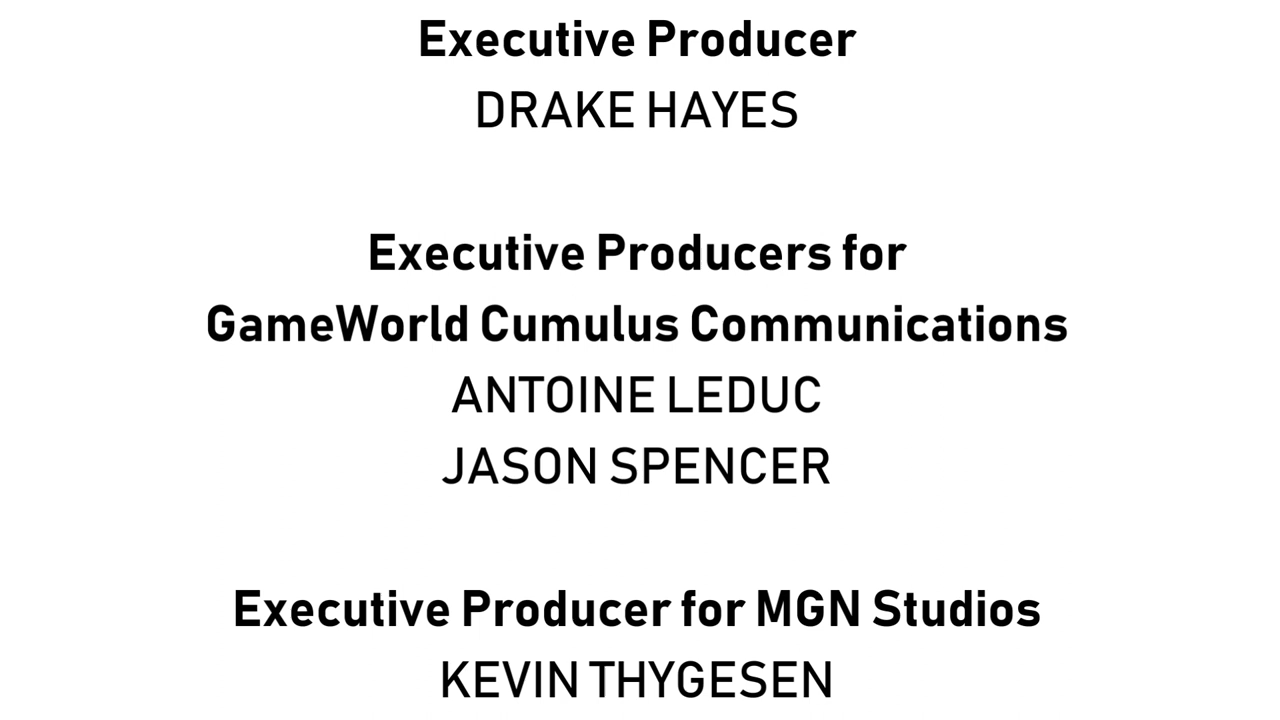 Executive Producer
DRAKE HAYES
Executive Producers for
GameWorld Cumulus Communications
ANTOINE LEDUC
JASON SPENCER
Executive Producer for MGN Studios
KEVIN THYGESEN